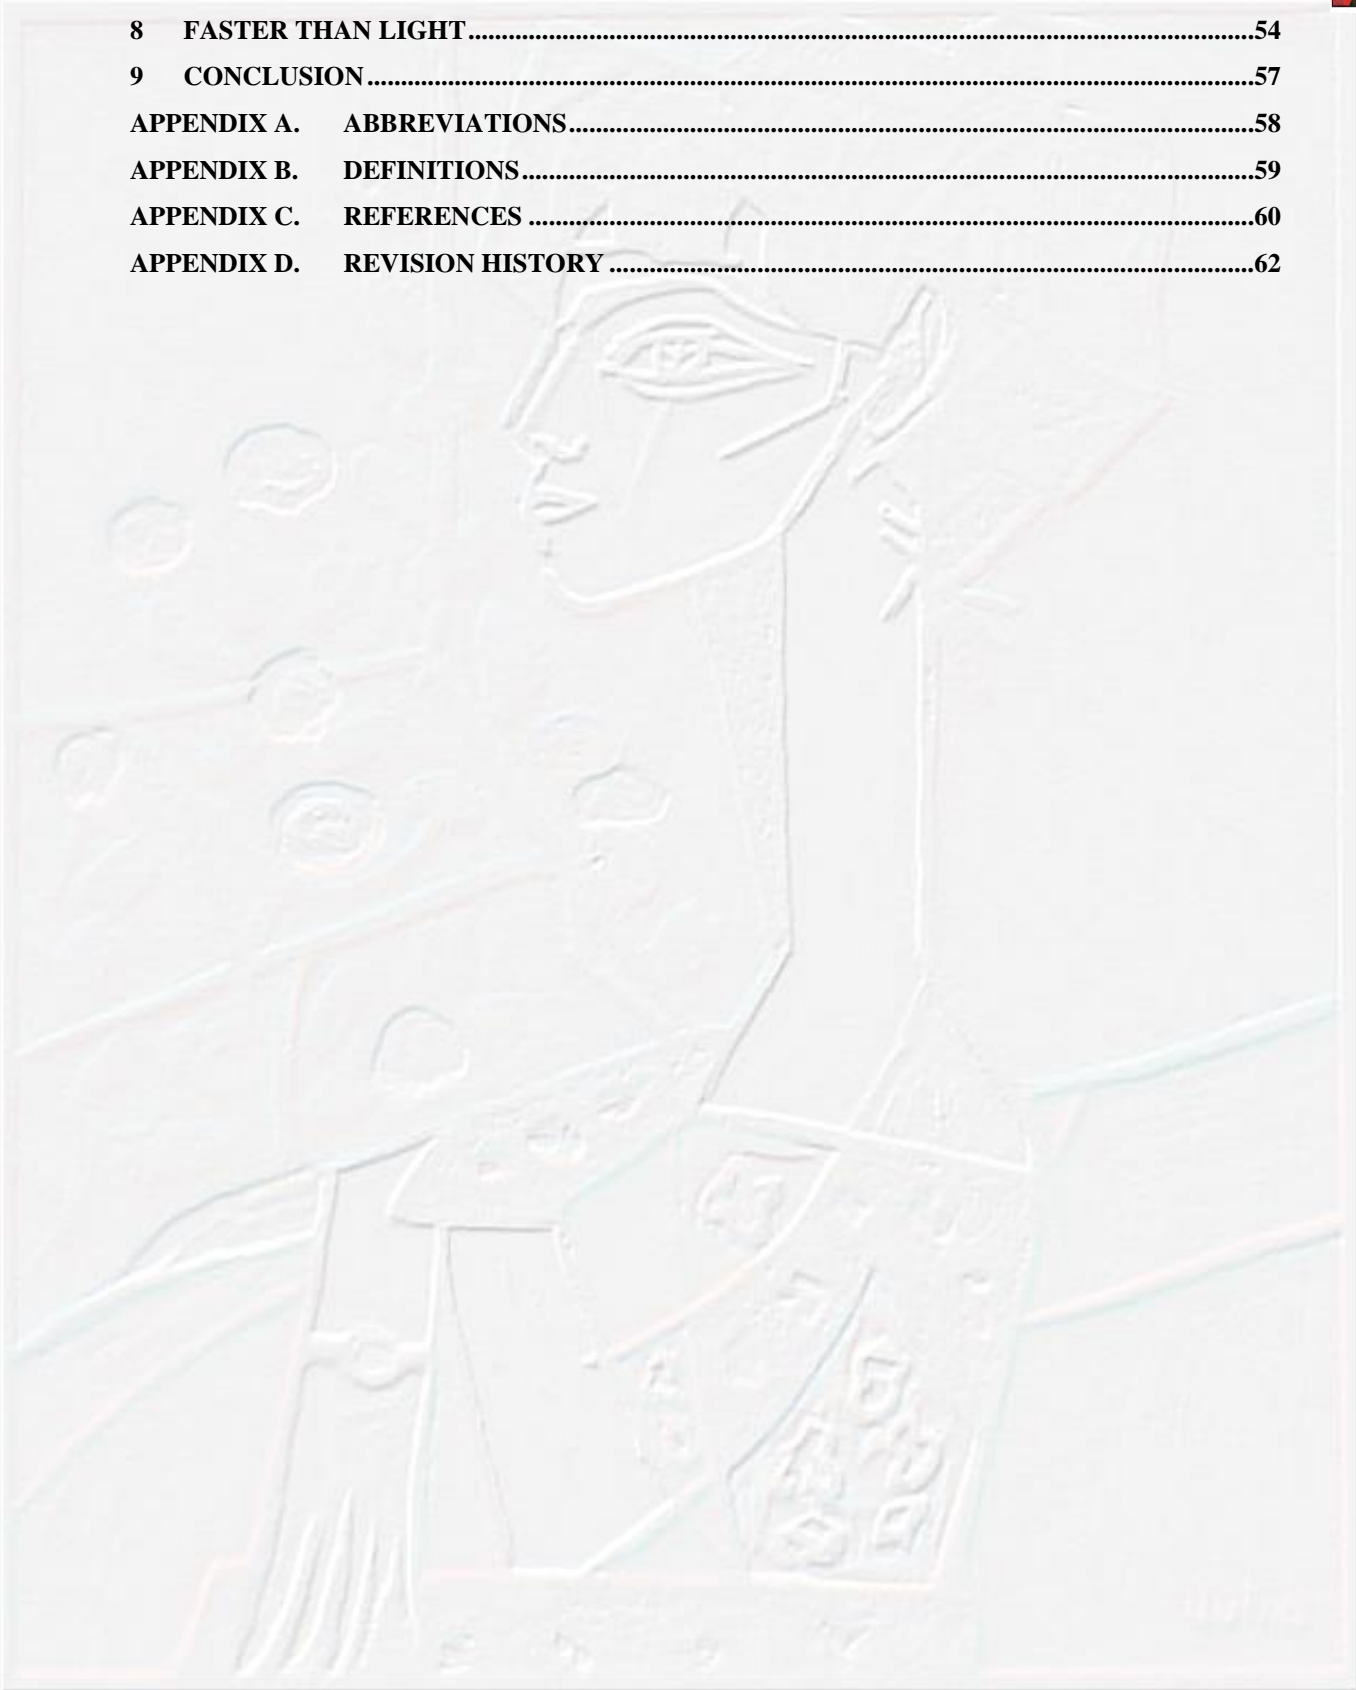 8 FASTER THAN LIGHT.......................................................................................................................54
9 CONCLUSION......................................................................................................................................57
APPENDIX A. ABBREVIATIONS.......................................................................................................58
APPENDIX B. DEFINITIONS..............................................................................................................59
APPENDIX C. REFERENCES .............................................................................................................60
APPENDIX D. REVISION HISTORY .................................................................................................62